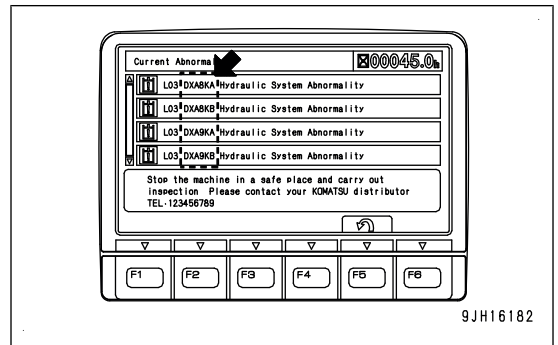 Current Abnorma
00045.0h
L03 DXA8KA Hydraulic System Abnormality
L03 DXA8KB Hydraulic System Abnormality
L03 DXA9KA Hydraulic System Abnormality
L03 DXA9KB Hydraulic System Abnormality
Stop the machine in a safe place and carry out
inspection Please contact your KOMATSU distributor
TEL·123456789
F1 F2 F3 F4 F5 F6
9JH16182